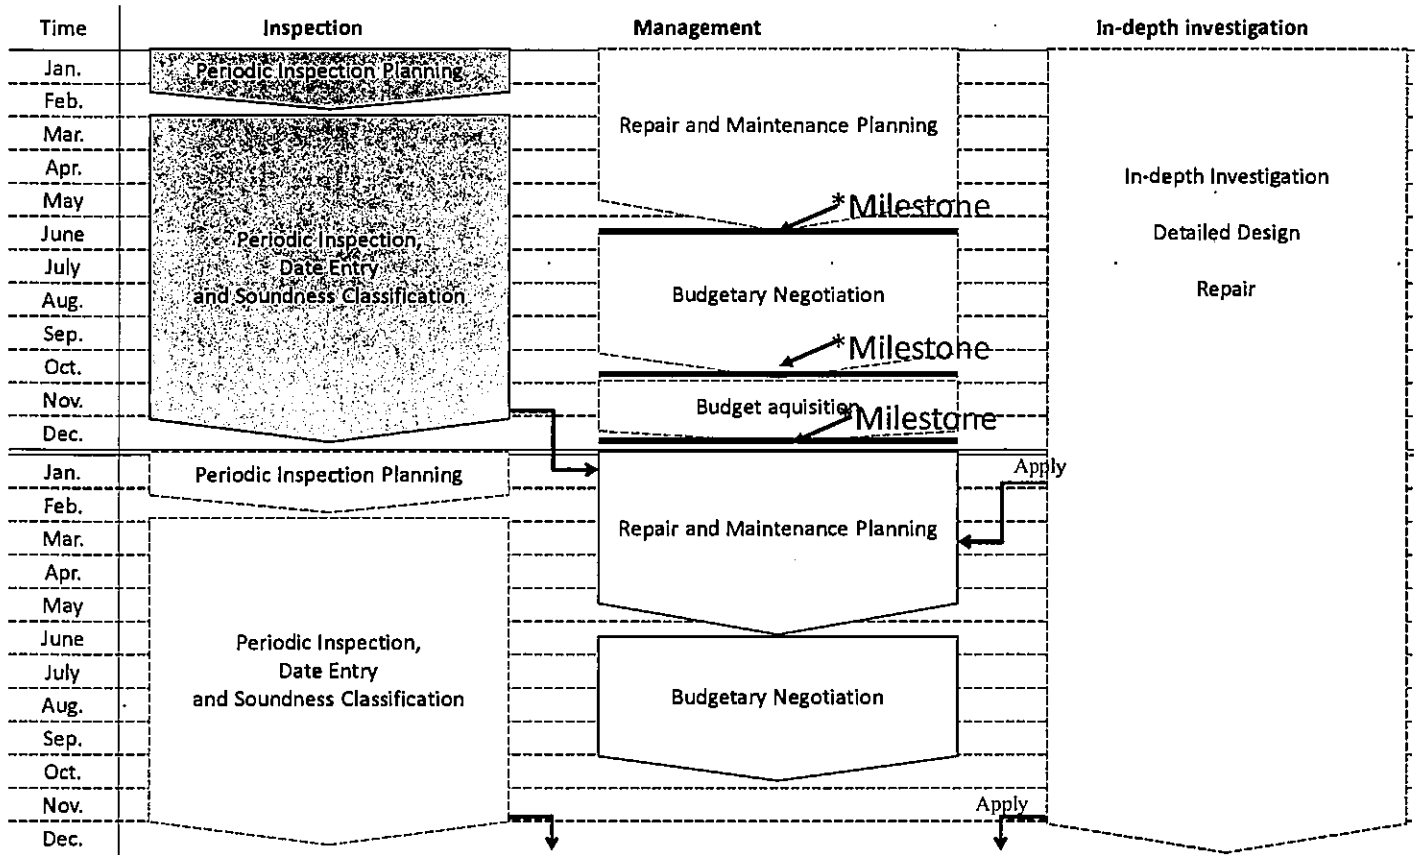 Time Inspection Management In-depth investigation
Jan.
Feb.
Mar.
Apr.
May
June
July
Aug.
Sep.
Oct.
Nov.
Dec.
Jan.
Feb.
Mar.
Apr.
May
June
July
Aug.
Sep.
Oct.
Nov.
Dec.
Periodic Inspection Planning
Periodic Inspection,
Date Entry
and Soundness Classification
Periodic Inspection Planning
Periodic Inspection,
Date Entry
and Soundness Classification
Repair and Maintenance Planning
*Milestone
Budgetary Negotiation
*Milestone
Budget aquisition
*Milestone
Repair and Maintenance Planning
Budgetary Negotiation
In-depth Investigation
Detailed Design
Repair
Apply
Apply